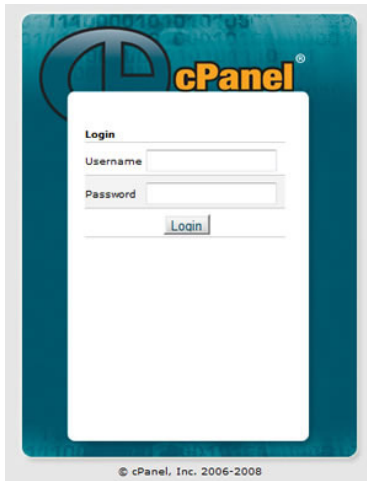 cPanel®
Login
Username
Password
Login
© cPanel, Inc. 2006-2008